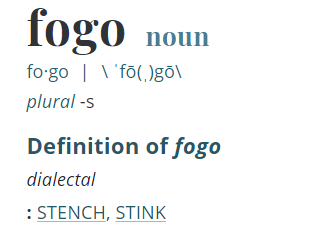 fogo noun
fo·go | \ ˈfō(ˌ)gō\
plural -s
Definition of fogo
dialectal
: STENCH, STINK